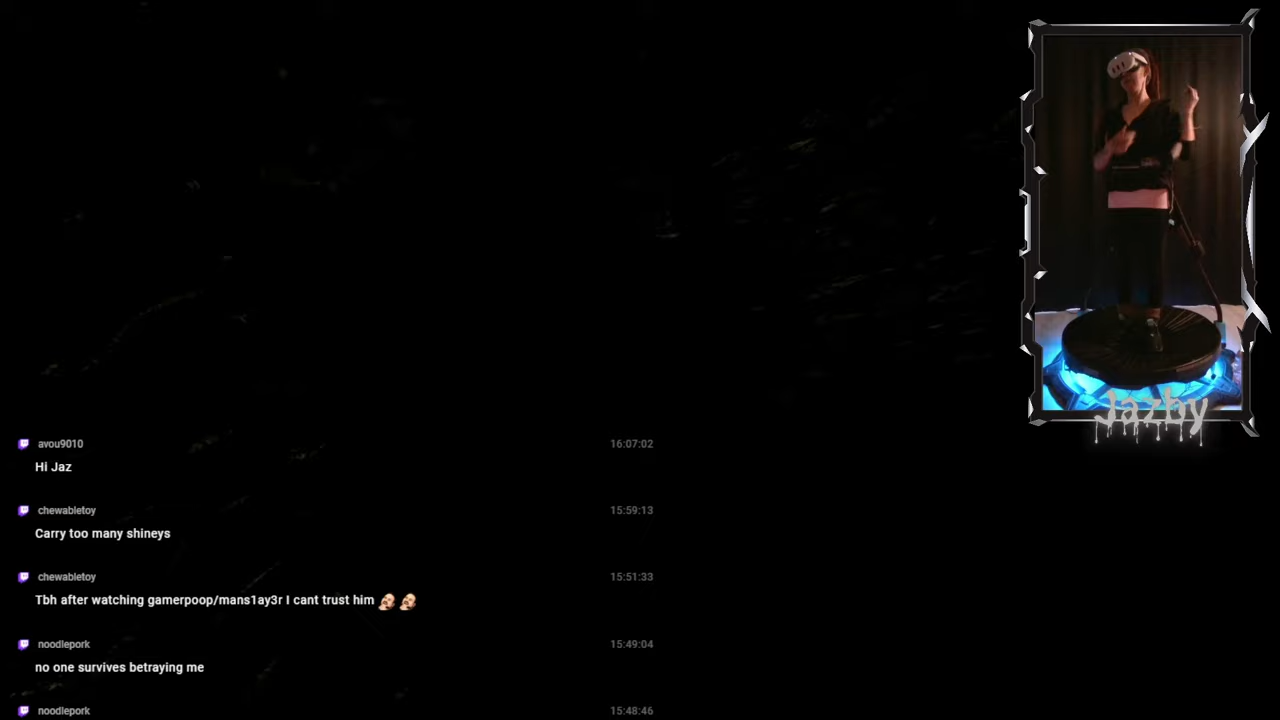 avou9010 16:07:02
Hi Jaz
chewabletoy 15:59:13
Carry too many shineys
chewabletoy 15:51:33
Tbh after watching gamerpoop/mans1ay3r I cant trust him
noodlepork 15:49:04
no one survives betraying me
noodlepork 15:48:46
Jazby